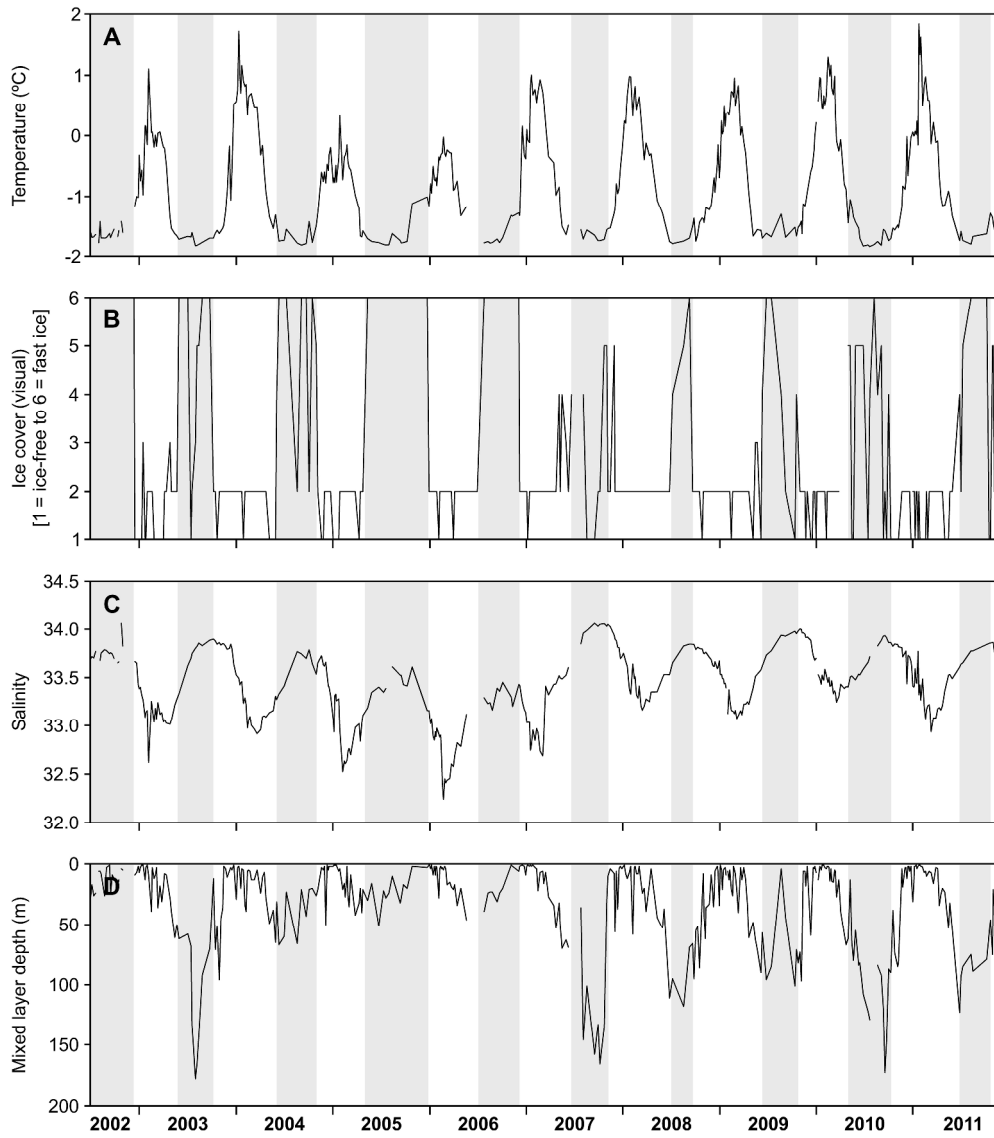 A
Temperature (ºC)
2
1
0
-1
-2
B
Ice cover (visual)
[1 = ice-free to 6 = fast ice]
6
5
4
3
2
1
C
Salinity
34.5
34.0
33.5
33.0
32.5
32.0
D
Mixed layer depth (m)
0
50
100
150
200
2002 2003 2004 2005 2006 2007 2008 2009 2010 2011